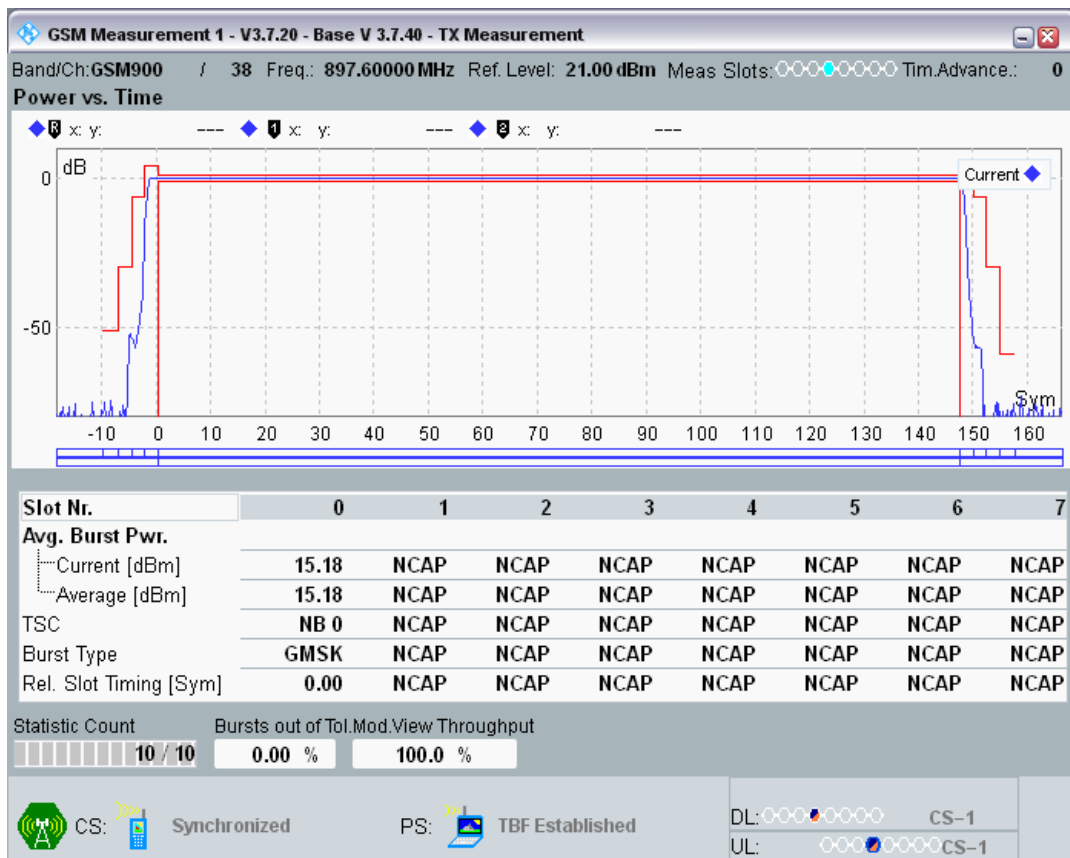 GSM Measurement 1 - V3.7.20 - Base V 3.7.40 - TX Measurement
Band/Ch:GSM900 / 38 Freq.: 897.60000 MHz Ref. Level: 21.00 dBm Meas Slots: Tim.Advance.: 0
Power vs. Time
R x: y: --- 1 x: y: --- 2 x: y: ---
dB
Current
0
-50
Sym
-10 0 10 20 30 40 50 60 70 80 90 100 110 120 130 140 150 160
Slot Nr. 0 1 2 3 4 5 6 7
Avg. Burst Pwr.
Current [dBm] 15.18 NCAP NCAP NCAP NCAP NCAP NCAP NCAP
Average [dBm] 15.18 NCAP NCAP NCAP NCAP NCAP NCAP NCAP
TSC NB 0 NCAP NCAP NCAP NCAP NCAP NCAP NCAP
Burst Type GMSK NCAP NCAP NCAP NCAP NCAP NCAP NCAP
Rel. Slot Timing [Sym] 0.00 NCAP NCAP NCAP NCAP NCAP NCAP NCAP
Statistic Count Bursts out of Tol.Mod.View Throughput
10 / 10 0.00 % 100.0 %
CS: Synchronized PS: TBF Established
DL: CS-1
UL: CS-1